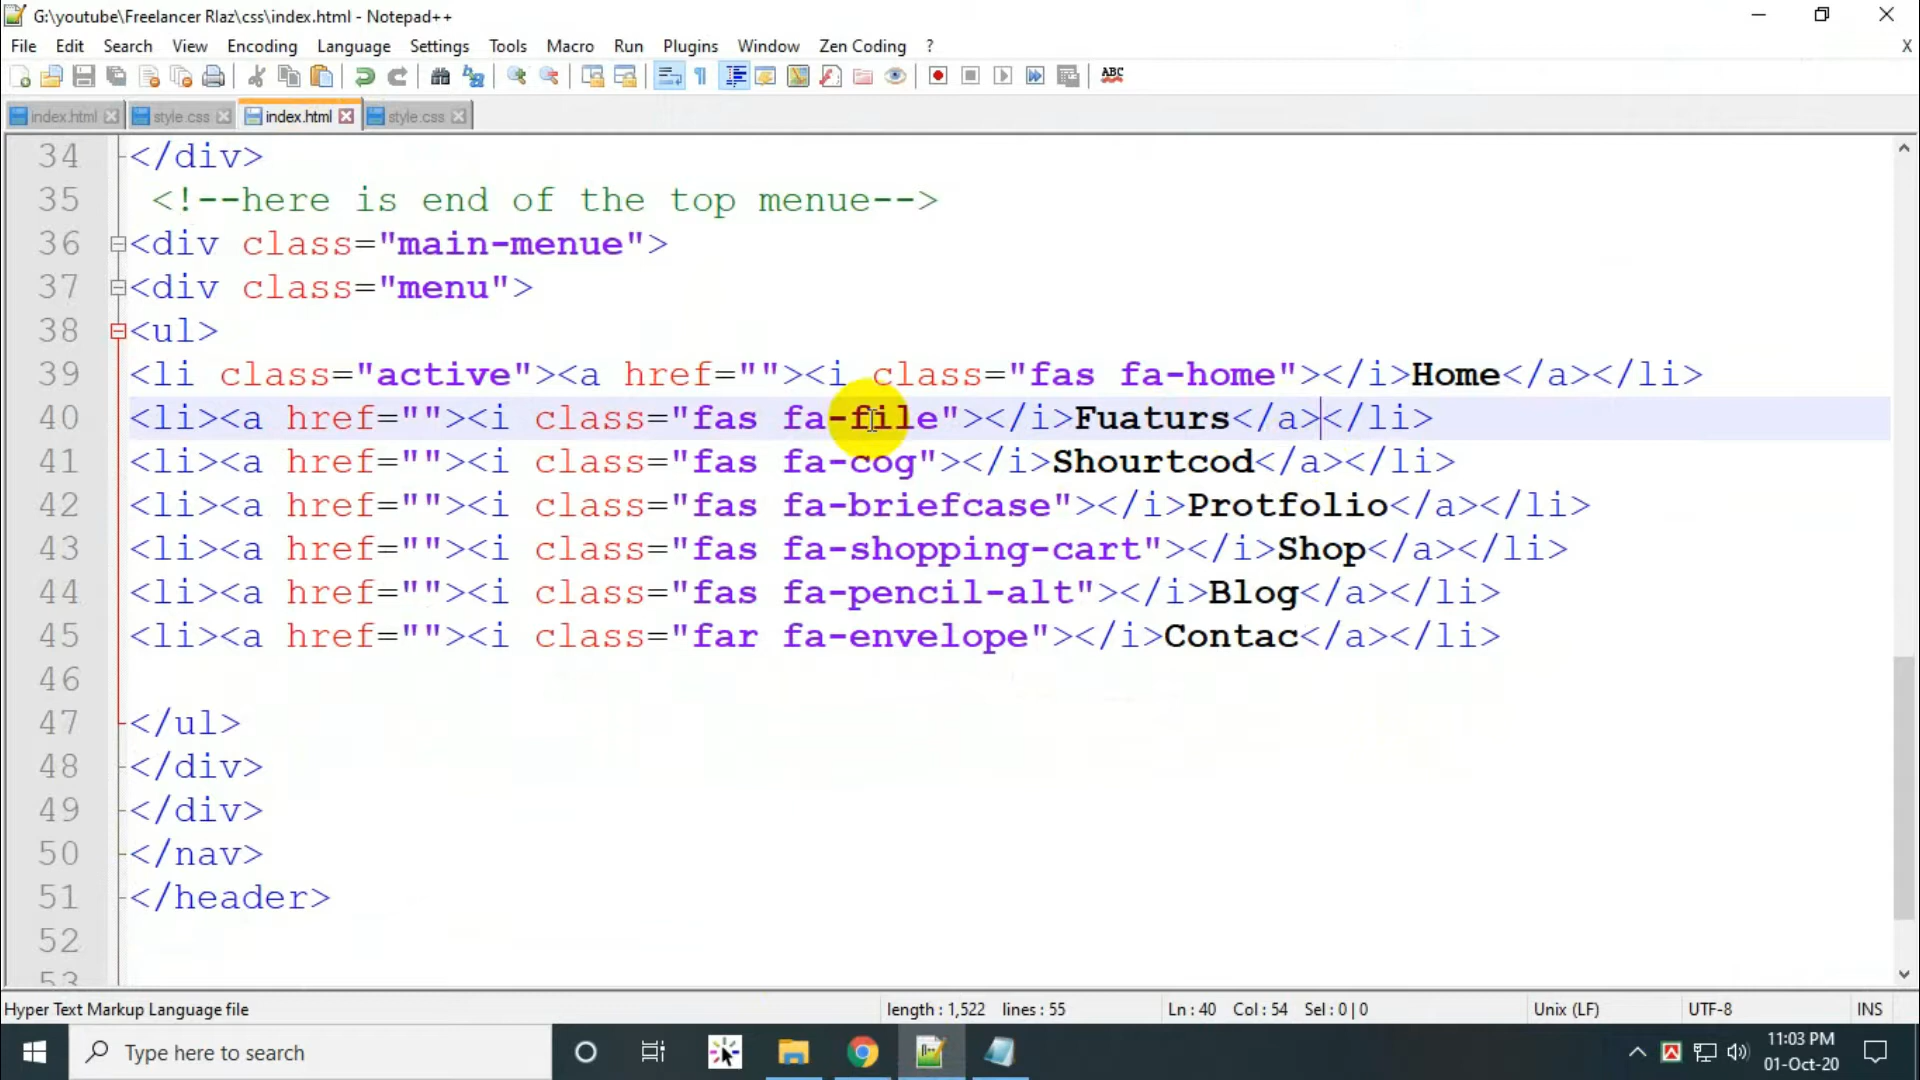 G:\youtube\Freelancer Rlaz\css\index.html - Notepad++
File Edit Search View Encoding Language Settings Tools Macro Run Plugins Window Zen Coding ? X
ABC
index.html style.css index.html style.css
34 </div>
35 <!--here is end of the top menue-->
36 <div class="main-menue">
37 <div class="menu">
38 <ul>
39 <li class="active"><a href=""><i class="fas fa-home"></i>Home</a></li>
40 <li><a href=""><i class="fas fa-file"></i>Fuaturs</a></li>
41 <li><a href=""><i class="fas fa-cog"></i>Shourtcod</a></li>
42 <li><a href=""><i class="fas fa-briefcase"></i>Protfolio</a></li>
43 <li><a href=""><i class="fas fa-shopping-cart"></i>Shop</a></li>
44 <li><a href=""><i class="fas fa-pencil-alt"></i>Blog</a></li>
45 <li><a href=""><i class="far fa-envelope"></i>Contac</a></li>
46
47 </ul>
48 </div>
49 </div>
50 </nav>
51 </header>
52
53
Hyper Text Markup Language file length : 1,522 lines : 55 Ln : 40 Col : 54 Sel : 0 | 0 Unix (LF) UTF-8 INS
Type here to search
11:03 PM
01-Oct-20